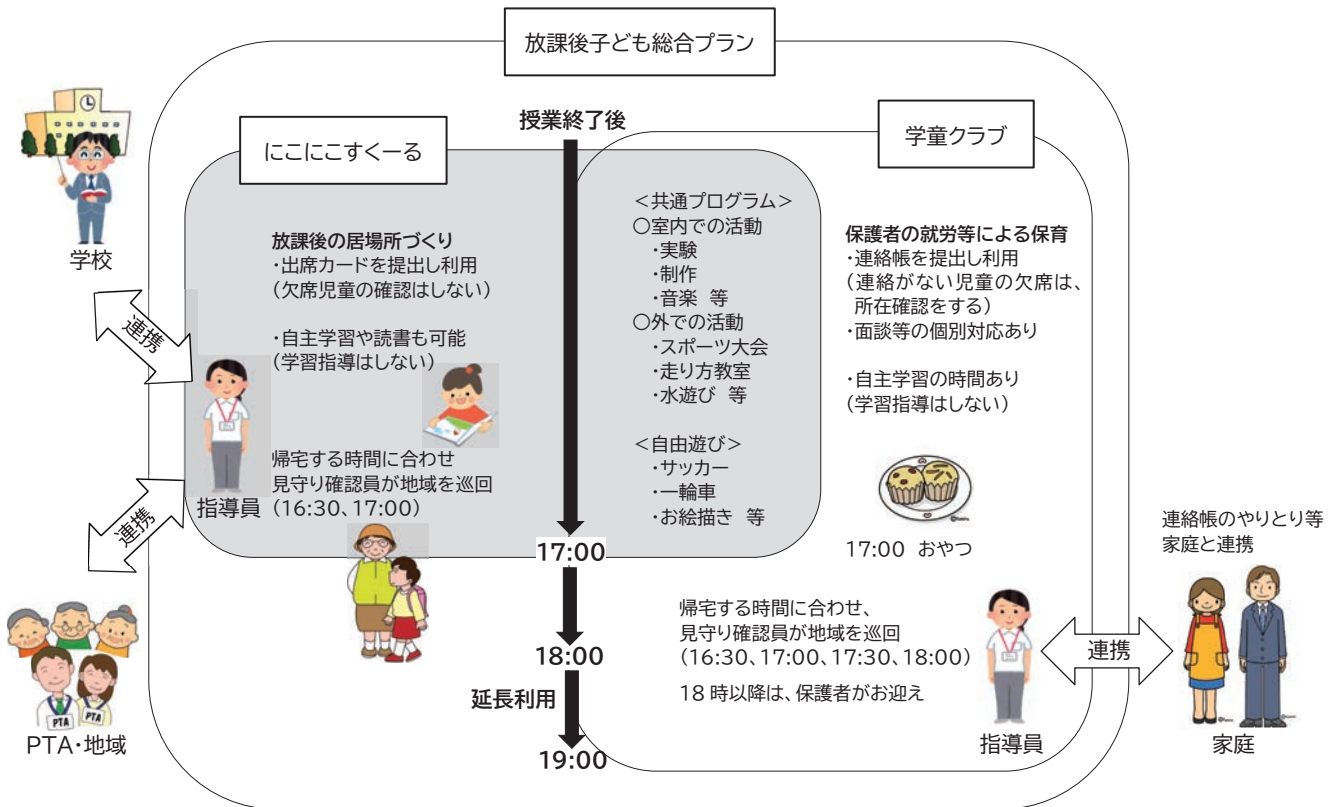 放課後子ども総合プラン
授業終了後
にこにこすくーる
学童クラブ
学校
連携
放課後の居場所づくり
・出席カードを提出し利用
(欠席児童の確認はしない)
・自主学習や読書も可能
(学習指導はしない)
指導員
帰宅する時間に合わせ
見守り確認員が地域を巡回
(16:30、17:00)
連携
PTA
PTA
PTA・地域
<共通プログラム>
○室内での活動
・実験
・制作
・音楽 等
○外での活動
・スポーツ大会
・走り方教室
・水遊び 等
<自由遊び>
・サッカー
・一輪車
・お絵描き 等
17:00
18:00
延長利用
19:00
保護者の就労等による保育
・連絡帳を提出し利用
(連絡がない児童の欠席は、
所在確認をする)
・面談等の個別対応あり
・自主学習の時間あり
(学習指導はしない)
17:00 おやつ
帰宅する時間に合わせ、
見守り確認員が地域を巡回
(16:30、17:00、17:30、18:00)
18 時以降は、保護者がお迎え
指導員
連携
連絡帳のやりとり等
家庭と連携
家庭